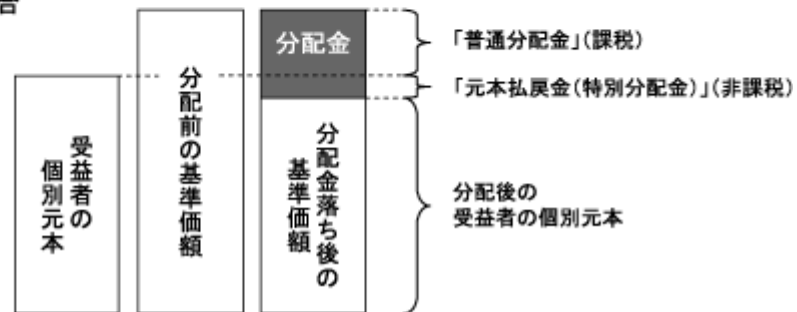 合
受益者の
個別元本
分配前の基準価額
分配金
分配金落ち後の
基準価額
「普通分配金」(課税)
「元本払戻金(特別分配金)」(非課税)
分配後の
受益者の個別元本